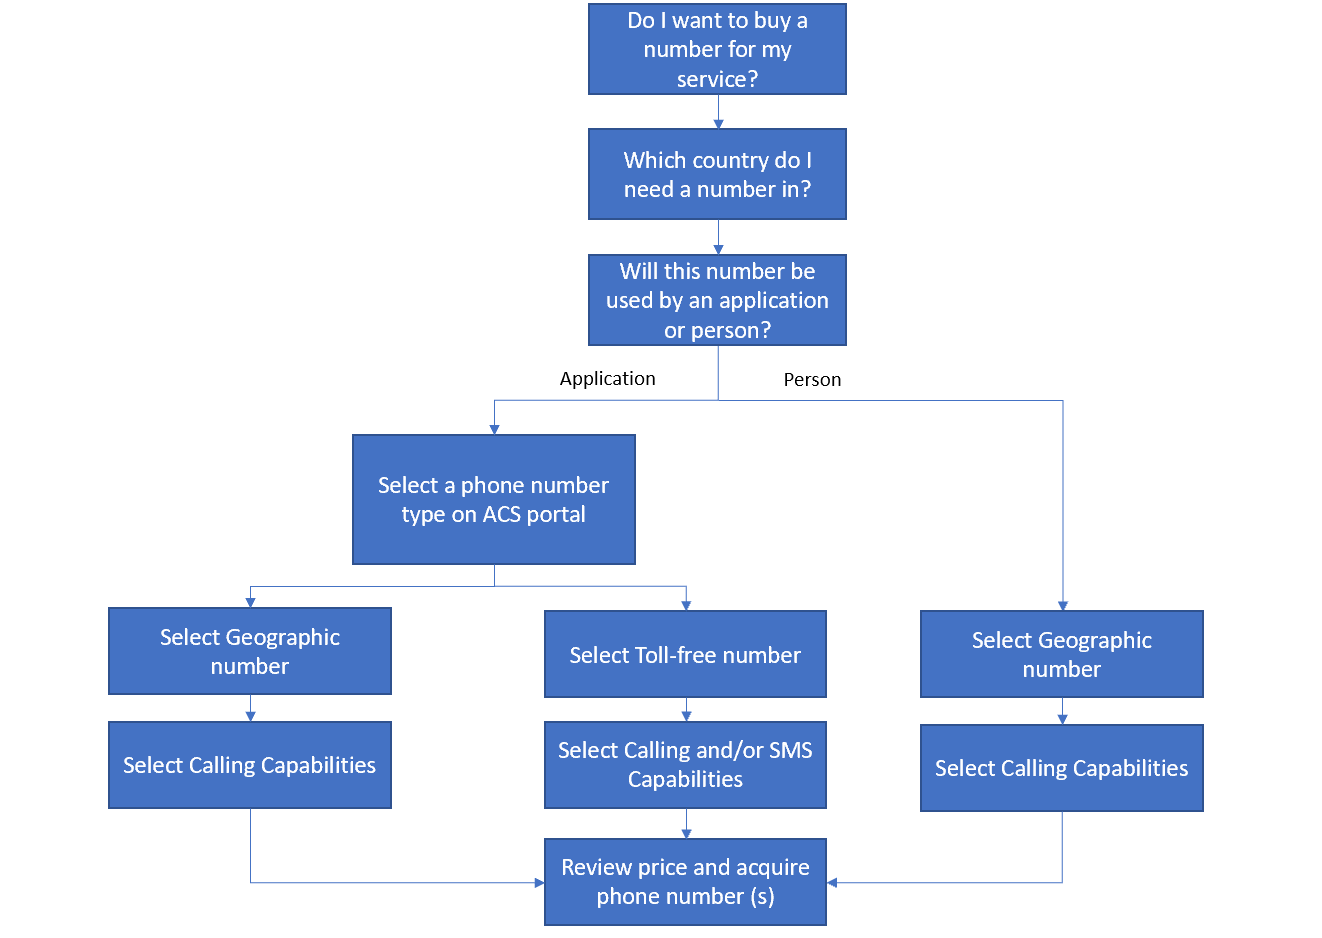 Do I want to buy a
number for my
service?
Which country do I
need a number in?
Will this number be
used by an application
or person?
Application
Person
Select a phone number
type on ACS portal
Select Geographic
number
Select Toll-free number
Select Geographic
number
Select Calling Capabilities
Select Calling and/or SMS
Capabilities
Select Calling Capabilities
Review price and acquire
phone number (s)